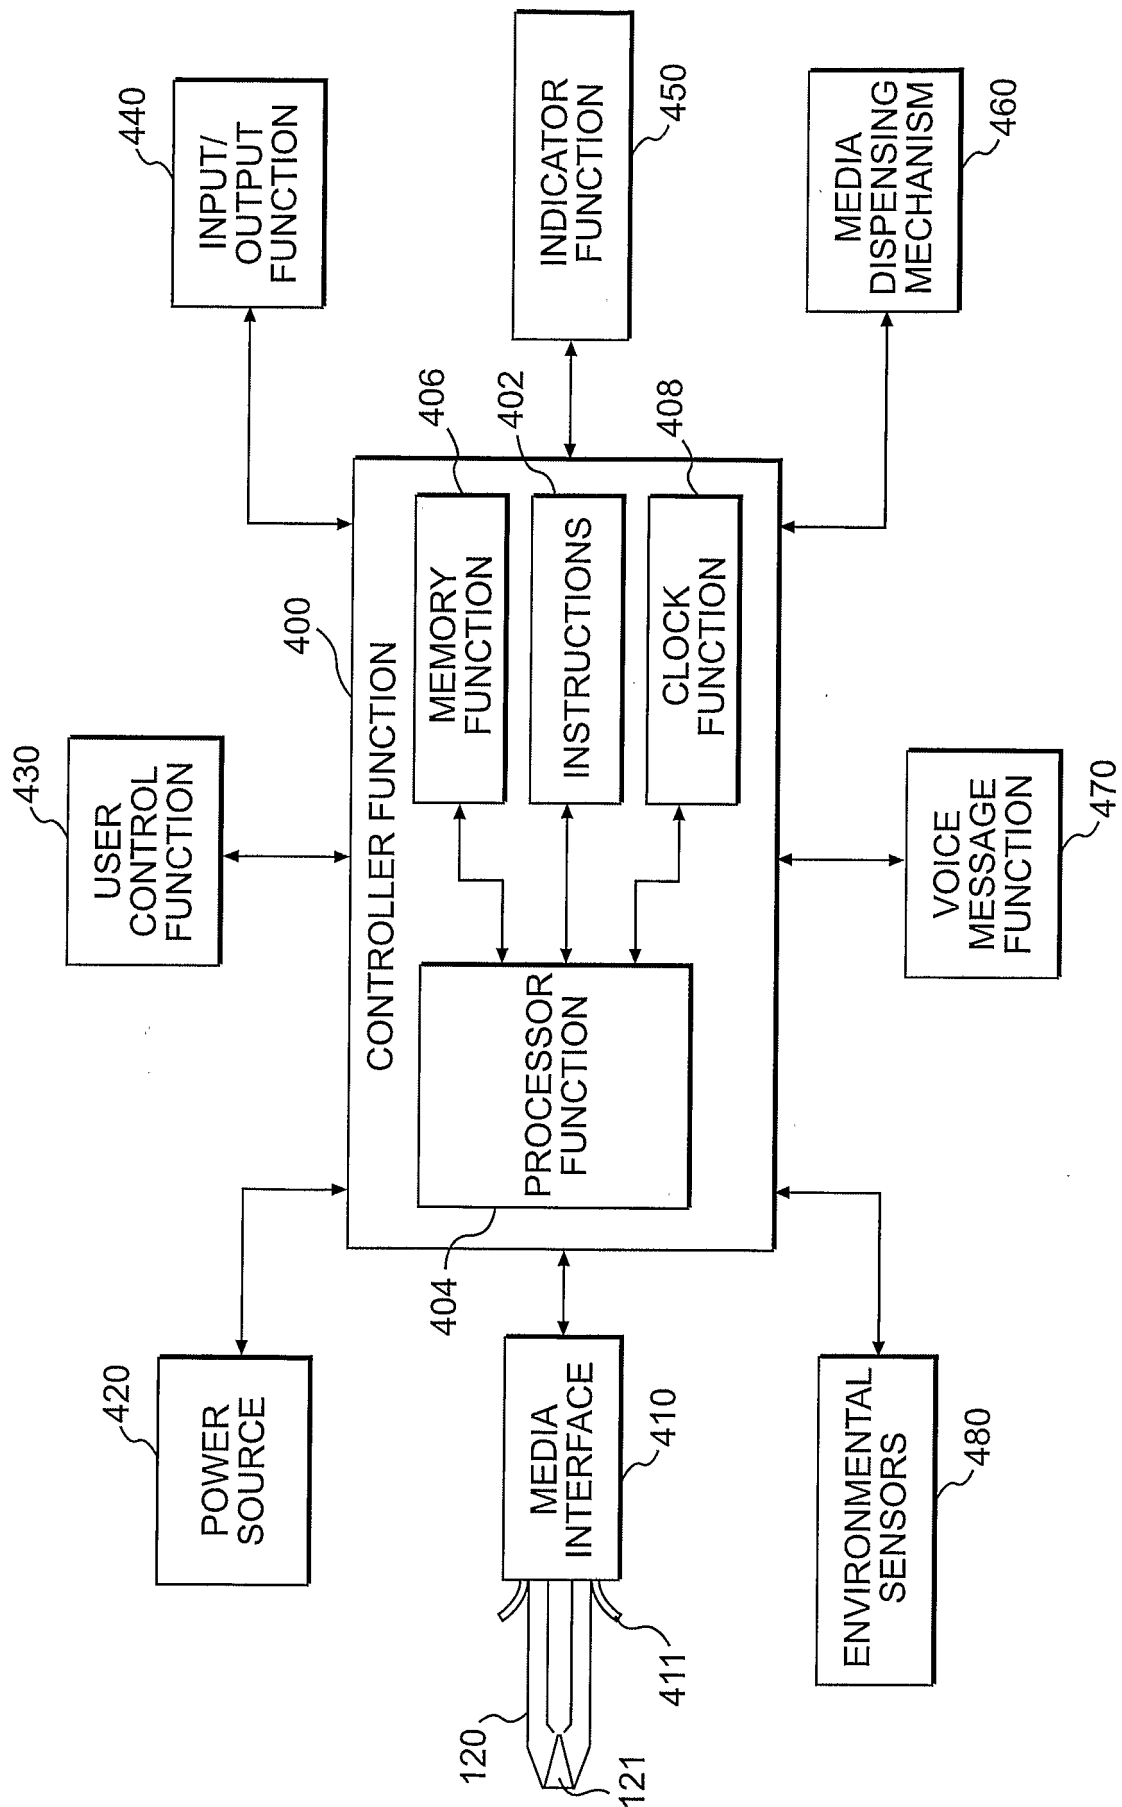 430
USER
CONTROL
FUNCTION
420
POWER
SOURCE
440
INPUT/
OUTPUT
FUNCTION
400
CONTROLLER FUNCTION
404
PROCESSOR
FUNCTION
406
MEMORY
FUNCTION
402
INSTRUCTIONS
408
CLOCK
FUNCTION
120
121
411
MEDIA
INTERFACE
410
INDICATOR
FUNCTION
450
ENVIRONMENTAL
SENSORS
480
VOICE
MESSAGE
FUNCTION
470
MEDIA
DISPENSING
MECHANISM
460